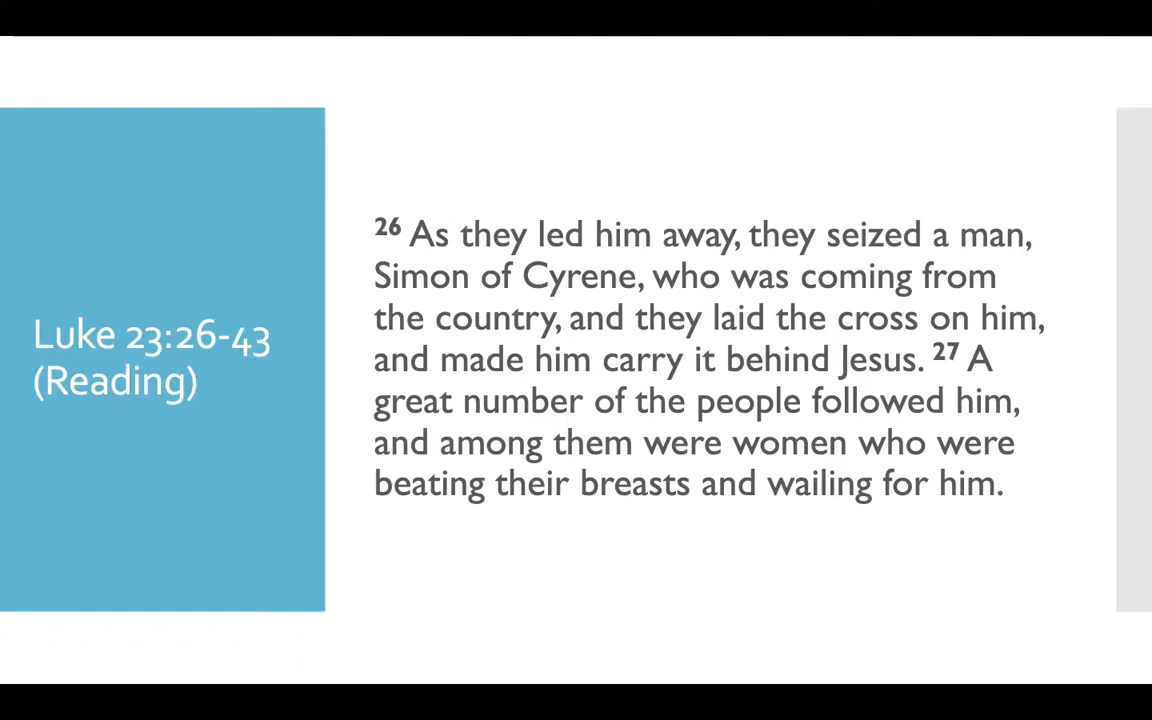 Luke 23:26-43
(Reading)
26 As they led him away, they seized a man,
Simon of Cyrene, who was coming from
the country, and they laid the cross on him,
and made him carry it behind Jesus. 27 A
great number of the people followed him,
and among them were women who were
beating their breasts and wailing for him.